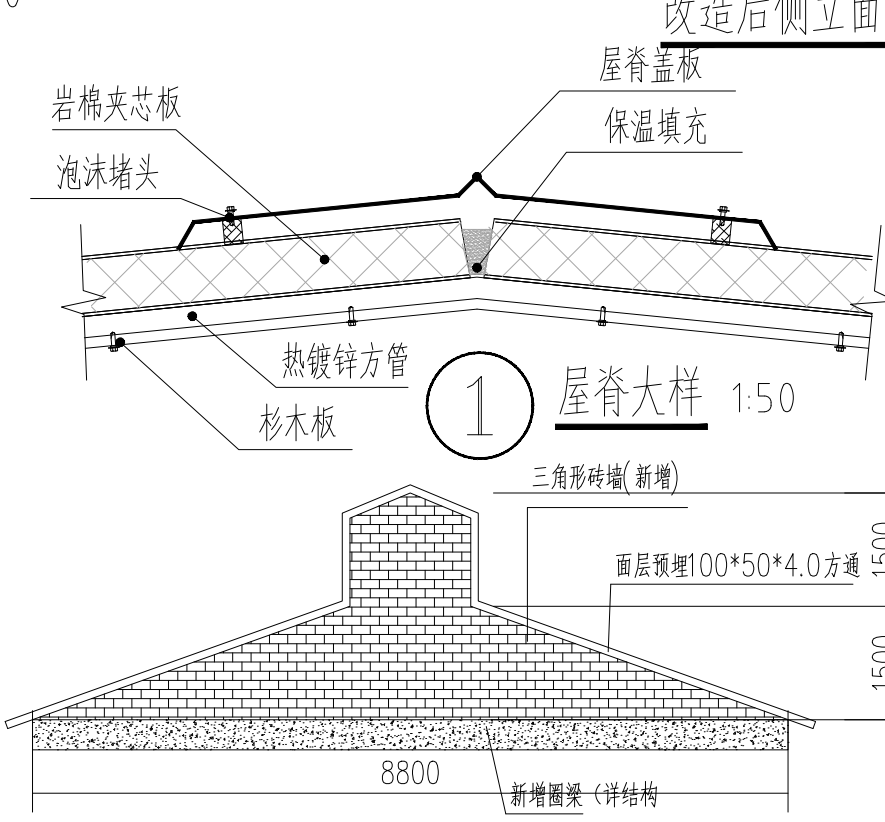 改造后侧立面
屋脊盖板
岩棉夹芯板
保温填充
泡沫堵头
热镀锌方管
杉木板
1
屋脊大样 1:50
三角形砖墙(新增)
1500
面层预埋100*50*4.0方通
1500
8800
新增圈梁（详结构